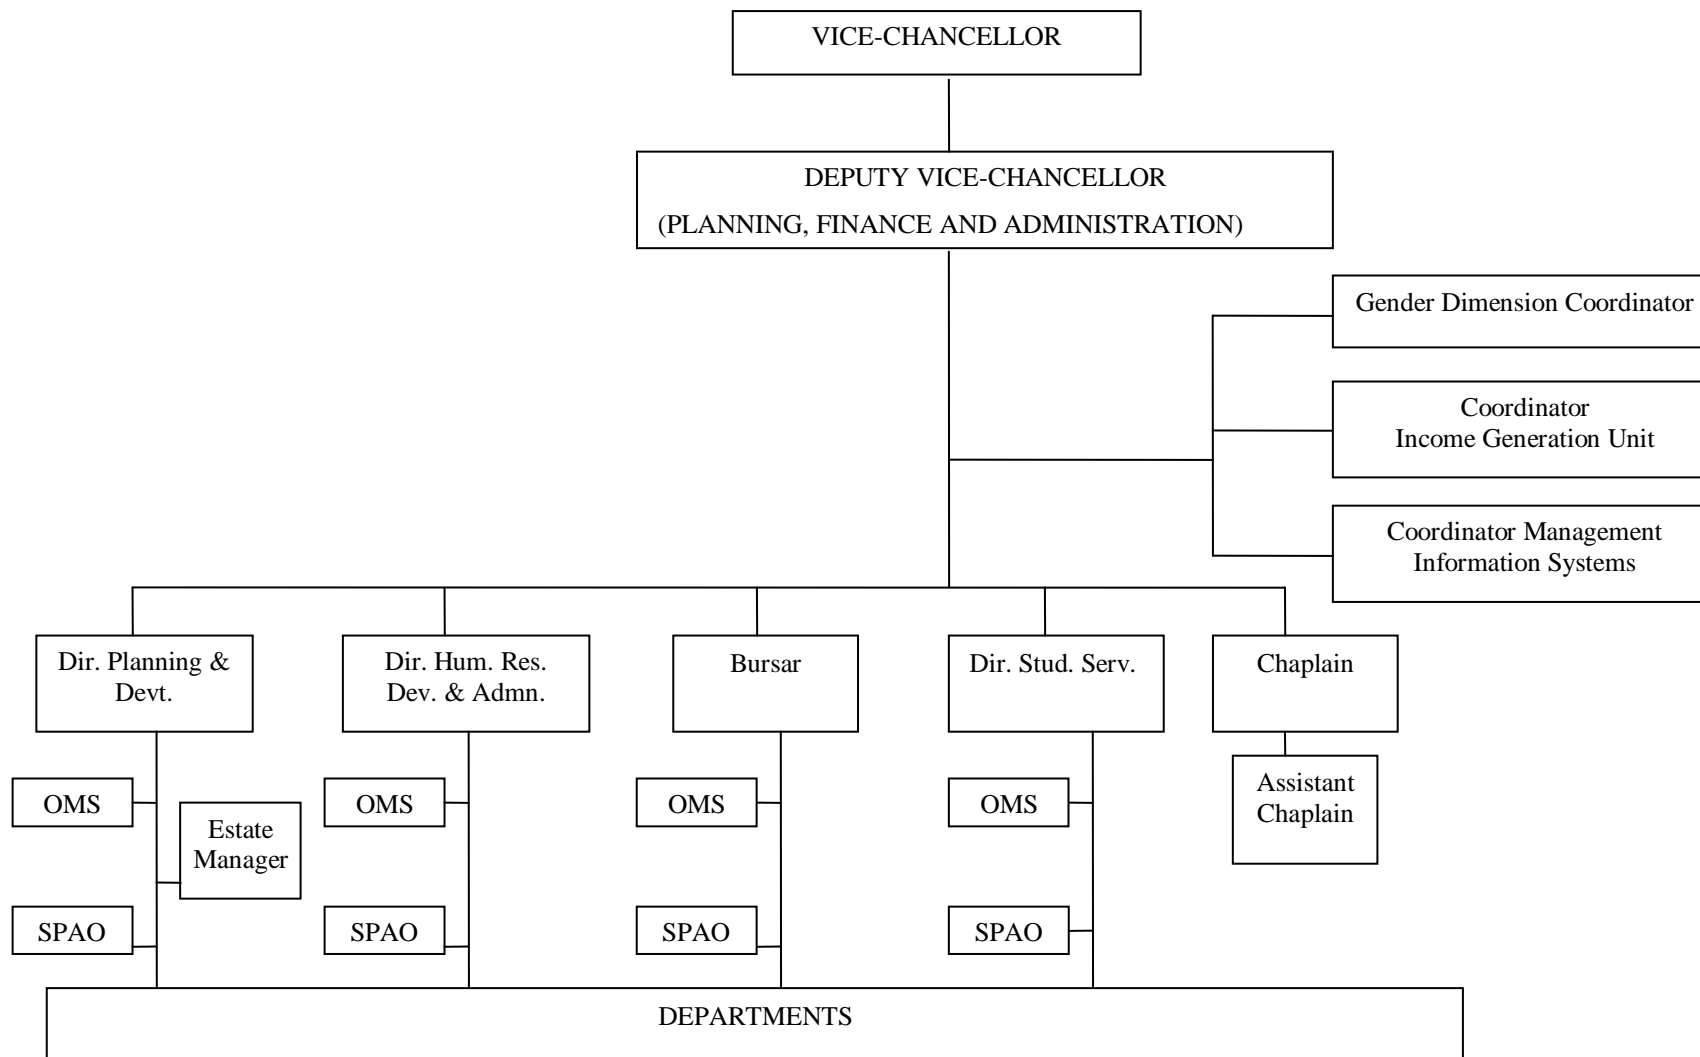 VICE-CHANCELLOR
DEPUTY VICE-CHANCELLOR
(PLANNING, FINANCE AND ADMINISTRATION)
Gender Dimension Coordinator
Coordinator
Income Generation Unit
Coordinator Management
Information Systems
Dir. Planning &
Devt.
Dir. Hum. Res.
Dev. & Admn.
Bursar
Dir. Stud. Serv.
Chaplain
OMS
OMS
OMS
OMS
Assistant
Chaplain
Estate
Manager
SPAO
SPAO
SPAO
SPAO
DEPARTMENTS